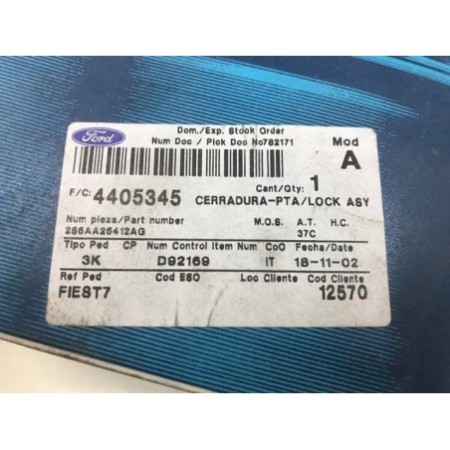 Ford
Dom./Exp. Stock Order
Num Doc / Pick Doc No782171
Mod
A
F/C: 4405345
Cant/Qty: 1
CERRADURA-PTA/LOCK ASY
Num pieza/Part number
2S6AA26412AG
M.O.S. A.T. H.C.
37C
Tipo Ped CP Num Control Item Num CoO Fecha/Date
3K D92169 IT 18-11-02
Ref Ped Cod ESO Loc Cliente Cod Cliente
FIEST7 12570